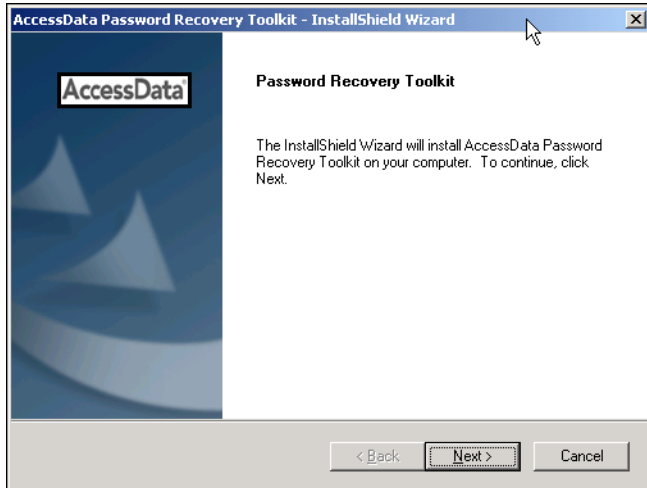 AccessData Password Recovery Toolkit - InstallShield Wizard
AccessData
Password Recovery Toolkit
The InstallShield Wizard will install AccessData Password
Recovery Toolkit on your computer. To continue, click
Next.
< Back
Next >
Cancel